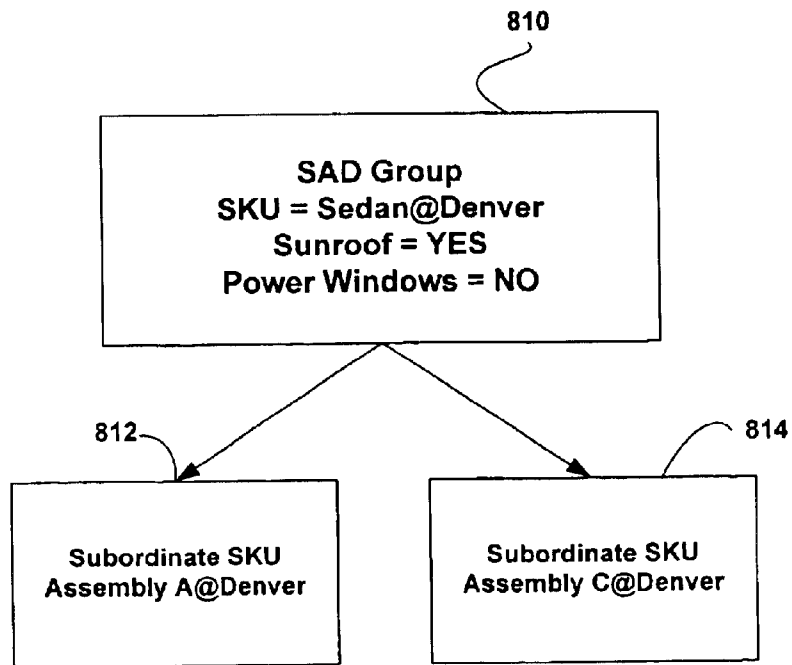 810
SAD Group
SKU = Sedan@Denver
Sunroof = YES
Power Windows = NO
812
814
Subordinate SKU
Assembly A@Denver
Subordinate SKU
Assembly C@Denver